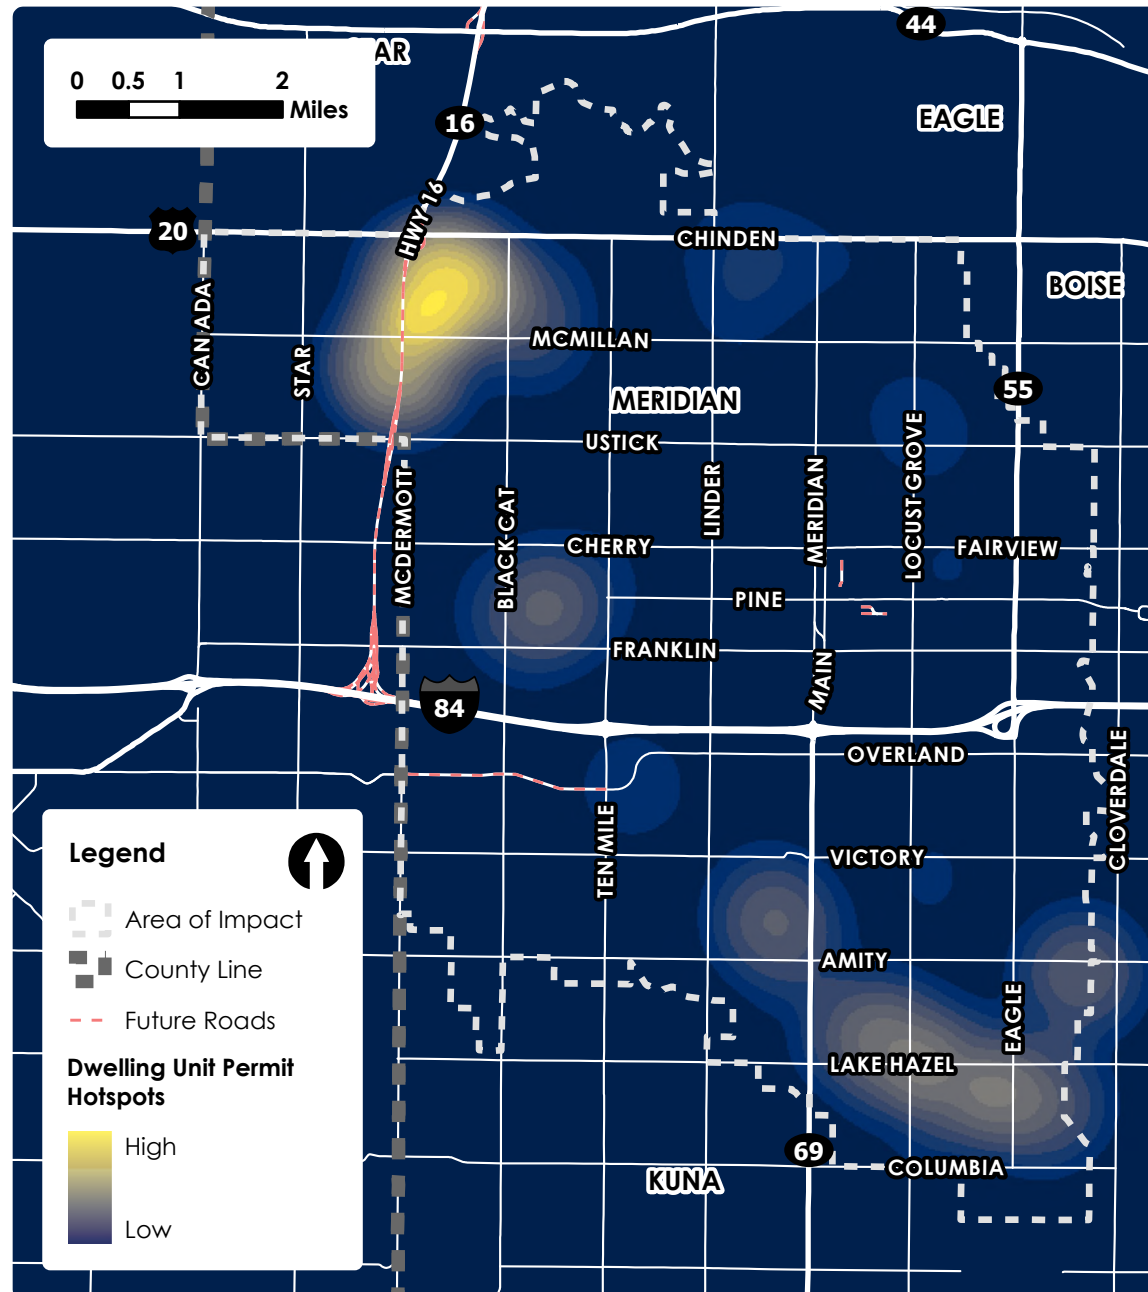 44
AR
0 0.5 1 2
Miles
EAGLE
16
HWY 16
20
CHINDEN
BOISE
CAN-ADA
MCMILLAN
STAR
55
MERIDIAN
USTICK
LOCUST GROVE
LINDER
MERIDIAN
MCDERMOTT
BLACK CAT
CHERRY
FAIRVIEW
PINE
FRANKLIN
MAIN
84
OVERLAND
CLOVERDALE
TEN MILE
VICTORY
Legend
Area of Impact
County Line
Future Roads
Dwelling Unit Permit
Hotspots
High
Low
AMITY
EAGLE
LAKE HAZEL
69
COLUMBIA
KUNA